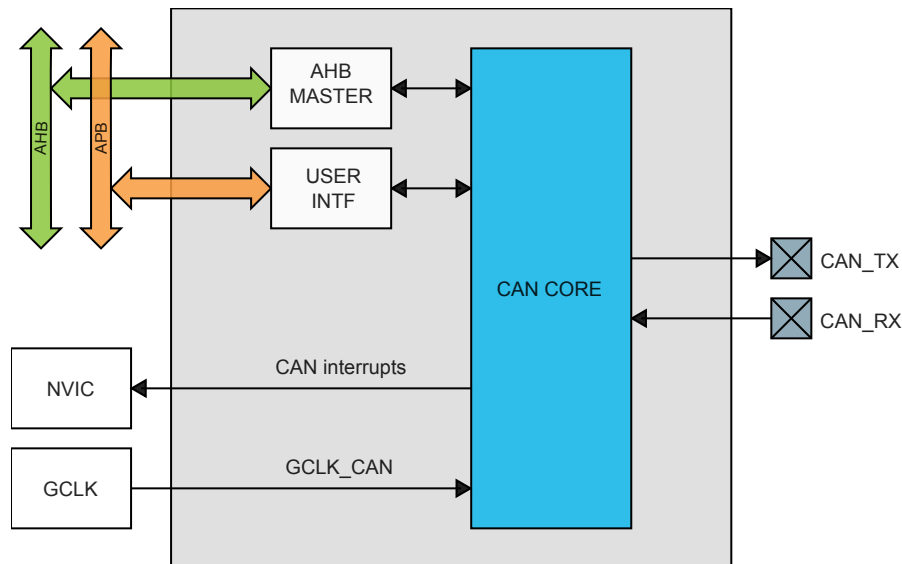 AHB
APB
AHB
MASTER
USER
INTF
CAN CORE
CAN_TX
CAN_RX
CAN interrupts
NVIC
GCLK_CAN
GCLK